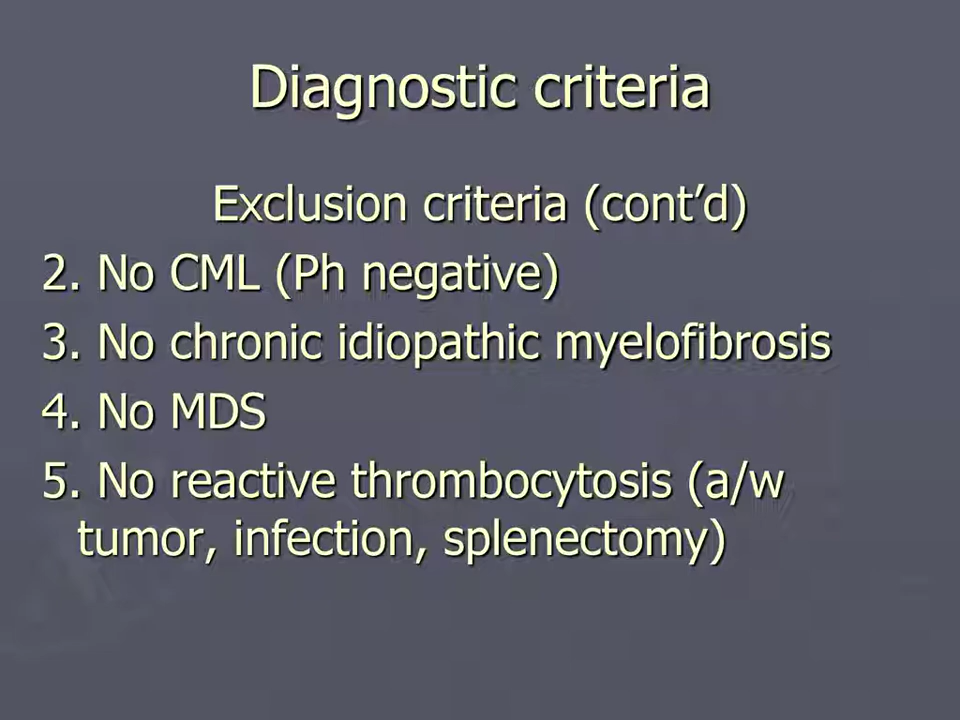 Diagnostic criteria
Exclusion criteria (cont’d)
2. No CML (Ph negative)
3. No chronic idiopathic myelofibrosis
4. No MDS
5. No reactive thrombocytosis (a/w
tumor, infection, splenectomy)